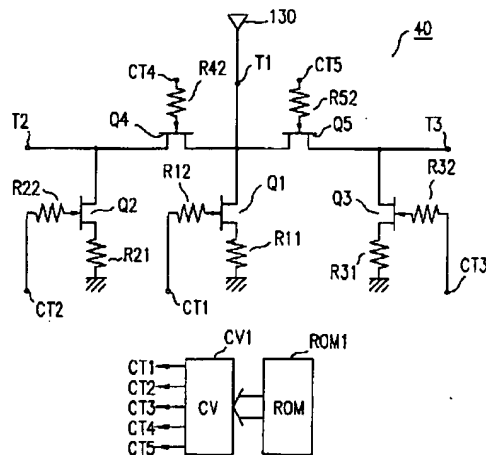 130
40
CT4
R42
T1
CT5
R52
T2
Q4
Q5
T3
R22
R12
R32
Q2
Q1
Q3
R21
R11
R31
CT2
CT1
CT3
CV1
ROM1
CT1
CT2
CT3
CT4
CT5
CV
ROM